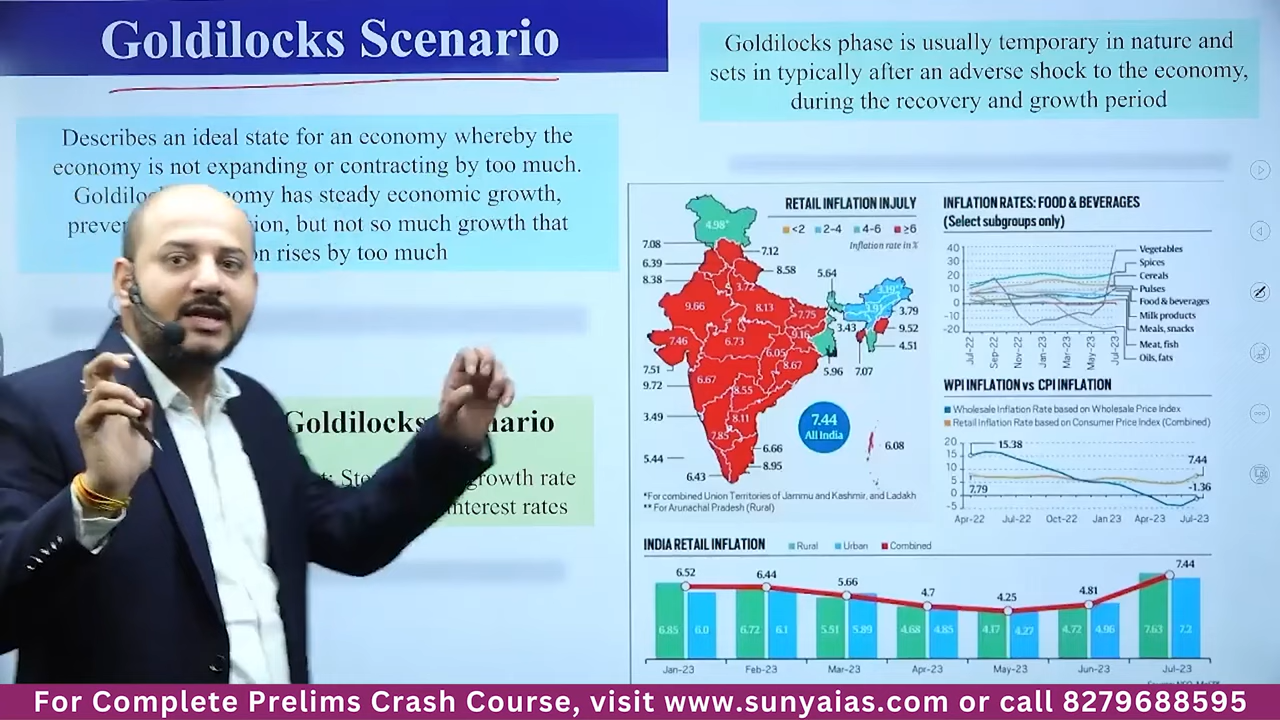 Goldilocks Scenario
Describes an ideal state for an economy whereby the
economy is not expanding or contracting by too much.
economy has steady economic growth,
but not so much growth that
rises by too much
Goldilocks
growth rate
interest rates
Goldilocks phase is usually temporary in nature and
sets in typically after an adverse shock to the economy,
during the recovery and growth period
RETAIL INFLATION IN JULY
<2 2-4 4-6 ≥6
Inflation rate in %
4.98*
7.08
7.12
6.39
8.58
8.38
3.72
5.64
9.66
8.13
7.75
3.79
3.43
9.52
9.16
7.46
6.73
4.51
6.05
7.51
8.67
5.96
7.07
9.72
6.67
8.55
3.49
8.11
7.85
7.44
All India
6.66
6.08
5.44
8.95
6.43
*For combined Union Territories of Jammu and Kashmir, and Ladakh
** For Arunachal Pradesh (Rural)
INFLATION RATES: FOOD & BEVERAGES
(Select subgroups only)
40
30
20
10
0
-10
-20
Vegetables
Spices
Cereals
Pulses
Food & beverages
Milk products
Meals, snacks
Meat, fish
Oils, fats
Jul-22 Sep-22 Nov-22 Jan-23 Mar-23 May-23 Jul-23
WPI INFLATION vs CPI INFLATION
Wholesale Inflation Rate based on Wholesale Price Index
Retail Inflation Rate based on Consumer Price Index (Combined)
20
15
10
5
0
-5
15.38
7.79
7.44
-1.36
Apr-22 Jul-22 Oct-22 Jan 23 Apr-23 Jul-23
INDIA RETAIL INFLATION Rural Urban Combined
6.52 6.44 5.66 4.7 4.25 4.81 7.44
6.85 6.0 6.72 6.1 5.51 5.89 4.68 4.85 4.17 4.27 4.72 4.96 7.63 7.2
Jan-23 Feb-23 Mar-23 Apr-23 May-23 Jun-23 Jul-23
For Complete Prelims Crash Course, visit www.sunyaias.com or call 8279688595